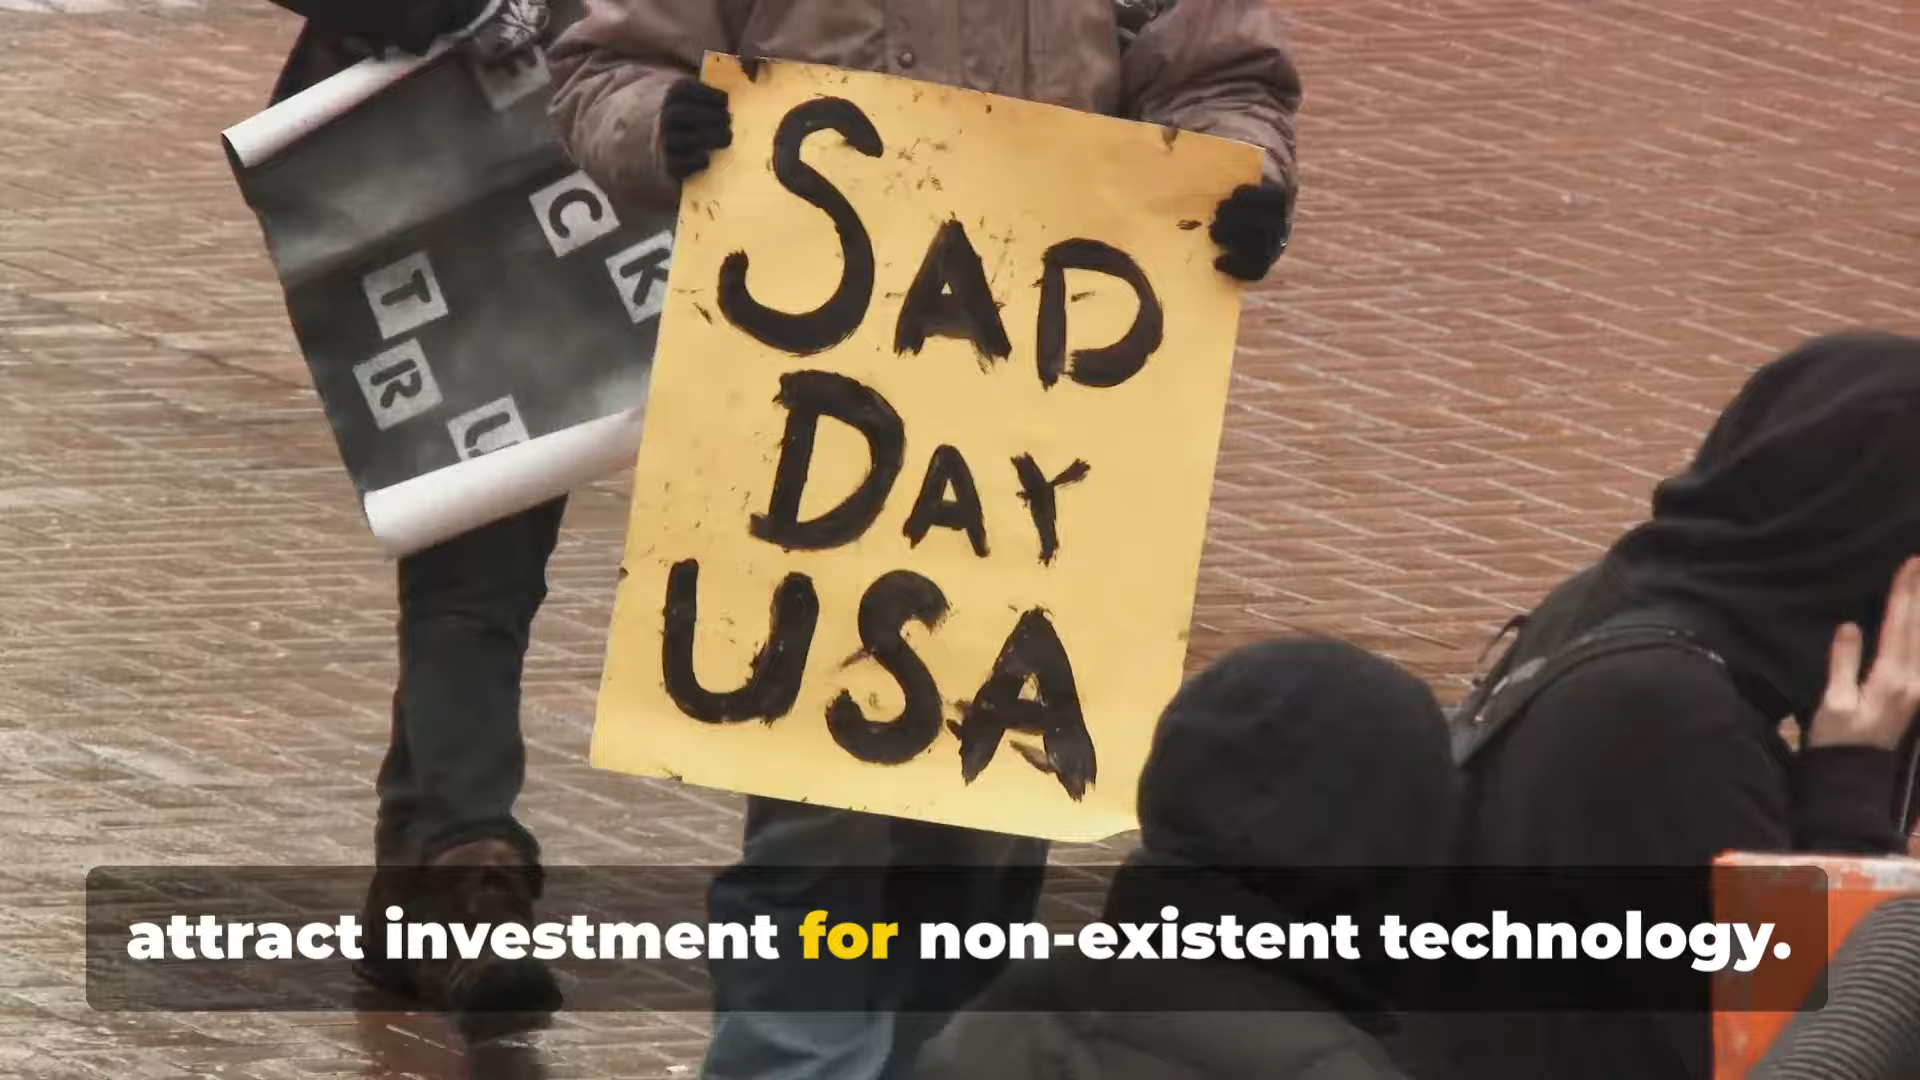 E
C
K
T
R
U
SAD
DAY
USA
attract investment for non-existent technology.